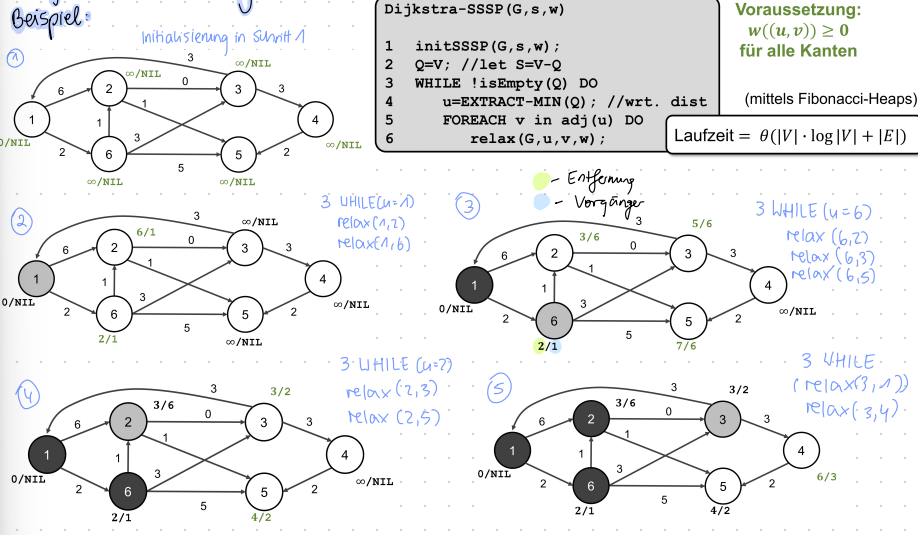 Beispiel:
Initialisierung in Schritt 1
Dijkstra-SSSP(G,s,w)
1 initSSSP(G,s,w);
2 Q=V; //let S=V-Q
3 WHILE !isEmpty(Q) DO
4 u=EXTRACT-MIN(Q); //wrt. dist
5 FOREACH v in adj(u) DO
6 relax(G,u,v,w);
Voraussetzung:
w((u, v)) ≥ 0
für alle Kanten
(mittels Fibonacci-Heaps)
Laufzeit = θ(|V| · log|V| + |E|)
1
3
∞/NIL
∞/NIL
6
2
0
3
3
1
1
1
4
0/NIL
3
∞/NIL
2
6
5
5
2
∞/NIL
∞/NIL
- Entfernung
- Vorgänger
2
3 WHILE(u=1)
relax(1,2)
relax(1,6)
3
∞/NIL
6/1
6
2
0
3
3
1
1
1
4
0/NIL
3
∞/NIL
2
6
5
5
2
2/1
∞/NIL
3
3 WHILE(u=6)
relax(6,2)
relax(6,3)
relax(6,5)
3
5/6
3/6
6
2
0
3
3
1
1
1
4
0/NIL
3
∞/NIL
2
6
5
5
2
2/1
7/6
4
3 WHILE(u=2)
relax(2,3)
relax(2,5)
3
3/2
3/6
6
2
0
3
3
1
1
1
4
0/NIL
3
∞/NIL
2
6
5
5
2
2/1
4/2
5
3 WHILE
(relax(3,1))
relax(3,4)
3
3/2
3/6
6
2
0
3
3
1
1
1
4
0/NIL
3
6/3
2
6
5
5
2
2/1
4/2